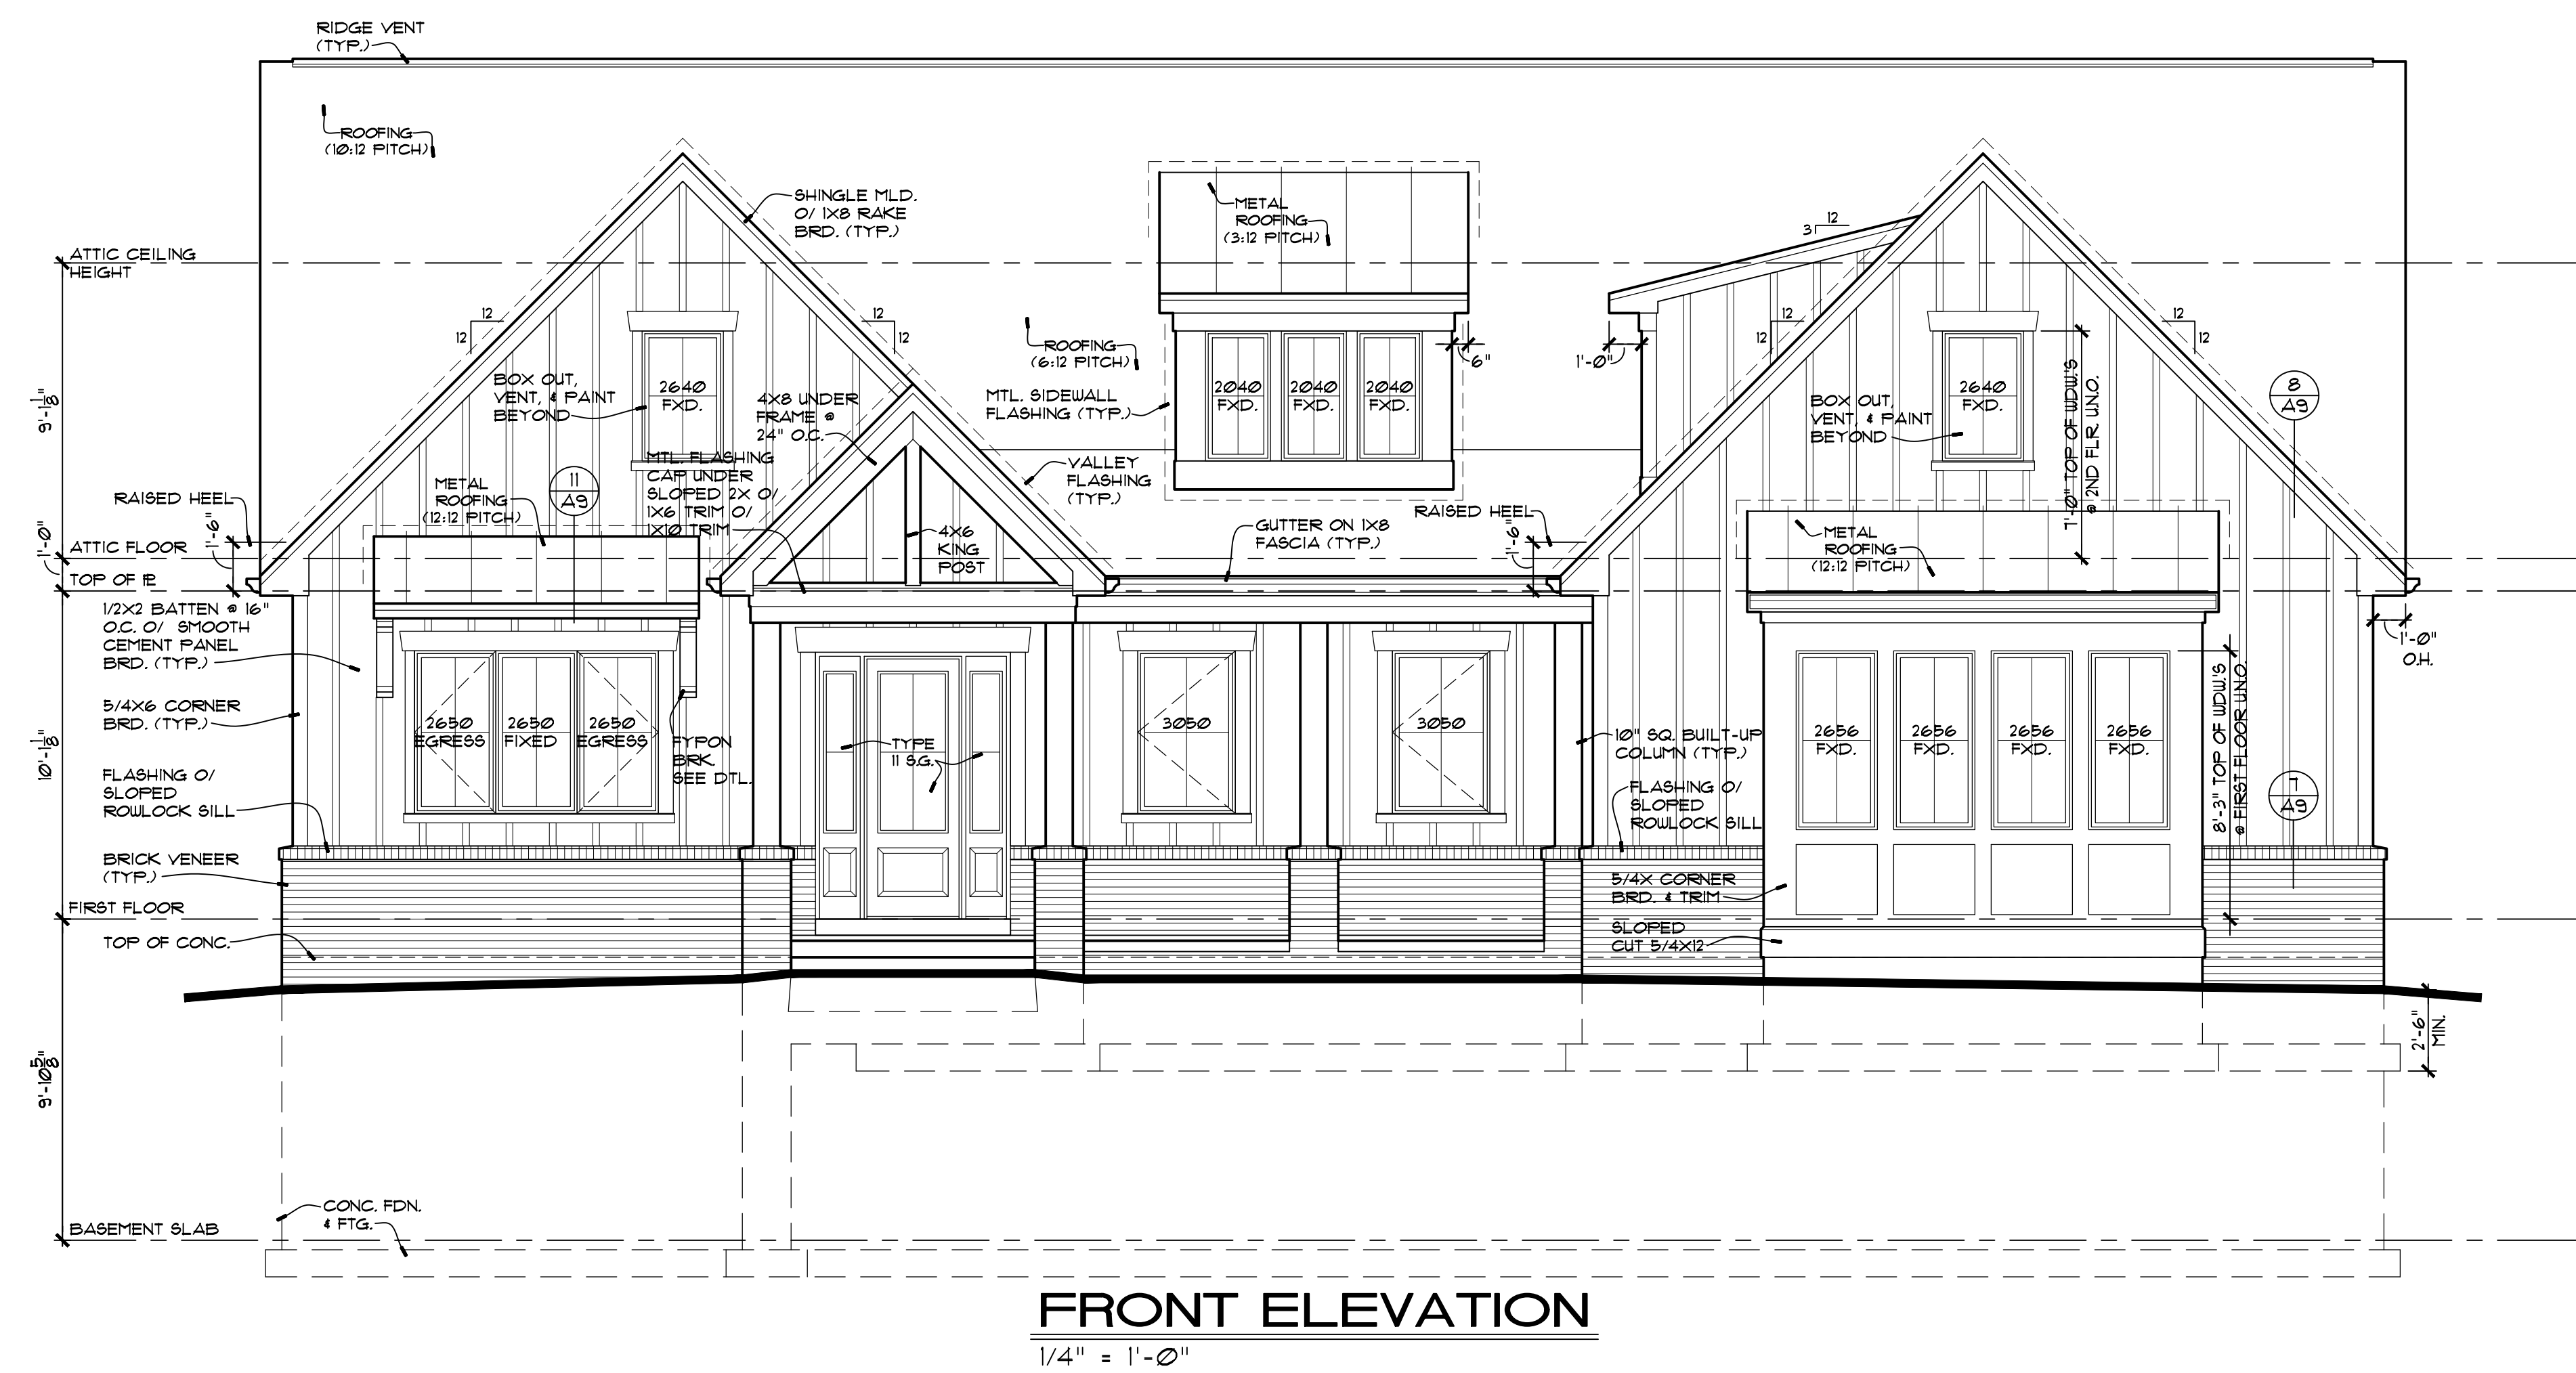 RIDGE VENT
(TYP.)
ROOFING
(10:12 PITCH)
SHINGLE MLD.
O/ 1X8 RAKE
BRD. (TYP.)
METAL
ROOFING
(3:12 PITCH)
12
3
ATTIC CEILING
HEIGHT
12
12
12
12
12
12
12
12
ROOFING
(6:12 PITCH)
6"
1'-0"
9'-1 1/8"
BOX OUT,
VENT, & PAINT
BEYOND
2640
FXD.
4X8 UNDER
FRAME @
24" O.C.
MTL. SIDEWALL
FLASHING (TYP.)
2040
FXD.
2040
FXD.
2040
FXD.
BOX OUT,
VENT, & PAINT
BEYOND
2640
FXD.
7'-0" TOP OF WDW.'S
@ 2ND FLR. U.N.O.
8
A9
MTL. FLASHING
CAP UNDER
SLOPED 2X O/
1X6 TRIM O/
1X10 TRIM
VALLEY
FLASHING
(TYP.)
11
A9
METAL
ROOFING
(12:12 PITCH)
RAISED HEEL
1'-6"
1'-0"
4X6
KING
POST
GUTTER ON 1X8
FASCIA (TYP.)
RAISED HEEL
1'-6"
METAL
ROOFING
(12:12 PITCH)
ATTIC FLOOR
TOP OF PL
1/2X2 BATTEN @ 16"
O.C. O/ SMOOTH
CEMENT PANEL
BRD. (TYP.)
1'-0"
O.H.
5/4X6 CORNER
BRD. (TYP.)
2650
EGRESS
2650
FIXED
2650
EGRESS
FYPON
BRK.
SEE DTL.
TYPE
11 S.G.
3050
3050
10" SQ. BUILT-UP
COLUMN (TYP.)
2656
FXD.
2656
FXD.
2656
FXD.
2656
FXD.
8'-3" TOP OF WDW.'S
@ FIRST FLOOR U.N.O.
7
A9
10'-1 1/8"
FLASHING O/
SLOPED
ROWLOCK SILL
FLASHING O/
SLOPED
ROWLOCK SILL
BRICK VENEER
(TYP.)
5/4X CORNER
BRD. & TRIM
FIRST FLOOR
TOP OF CONC.
SLOPED
CUT 5/4X12
2'-6"
MIN.
9'-10 5/8"
CONC. FDN.
& FTG.
BASEMENT SLAB
FRONT ELEVATION
1/4" = 1'-0"